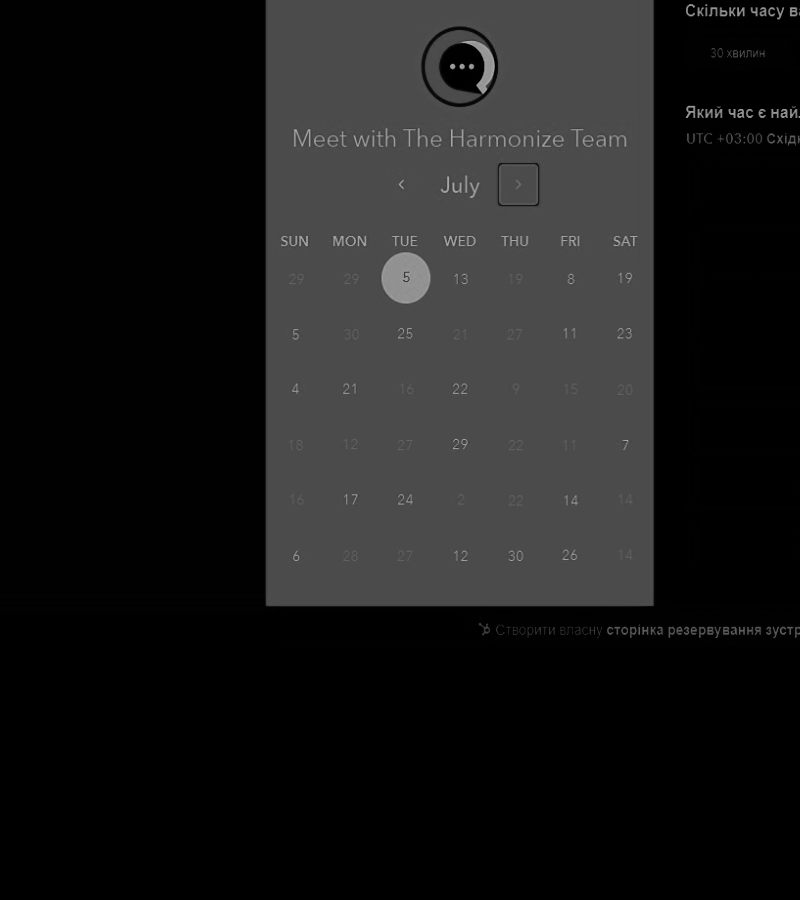 Скільки часу ва
30 хвилин
Meet with The Harmonize Team
Який час є най
UTC +03:00 Східн
July
SUN MON TUE WED THU FRI SAT
29 29 5 13 19 8 19
5 30 25 21 27 11 23
4 21 16 22 9 15 20
18 12 27 29 22 11 7
16 17 24 2 22 14 14
6 28 27 12 30 26 14
Створити власну сторінка резервування зустр